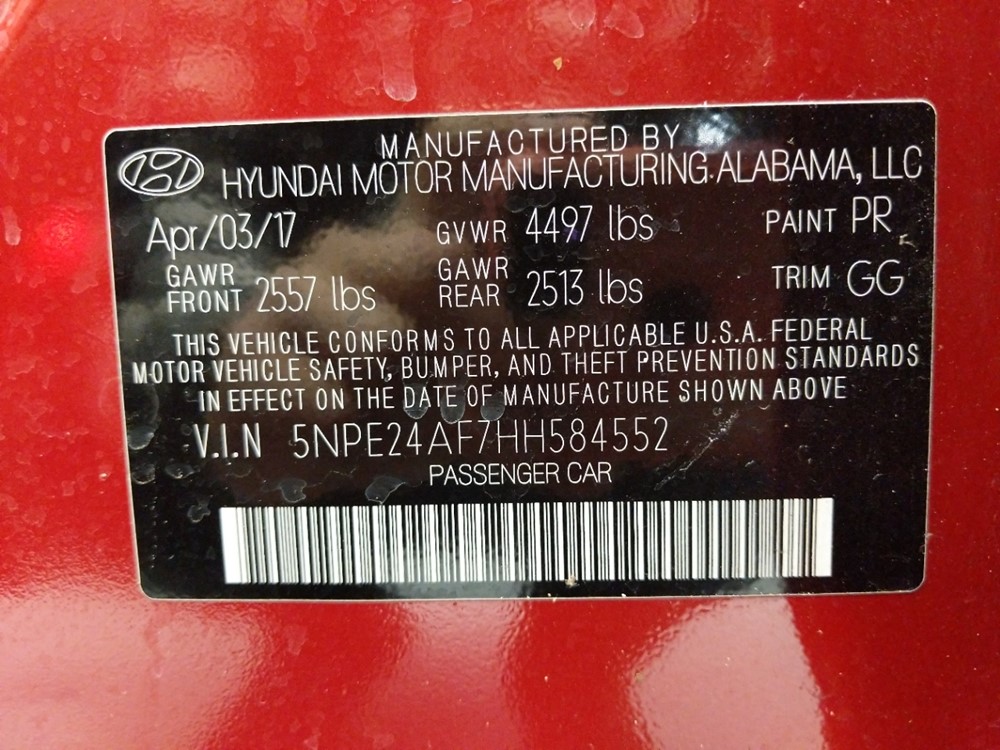 MANUFACTURED BY
HYUNDAI MOTOR MANUFACTURING ALABAMA, LLC
Apr/03/17 GVWR 4497 lbs PAINT PR
GAWR FRONT 2557 lbs GAWR REAR 2513 lbs TRIM GG
THIS VEHICLE CONFORMS TO ALL APPLICABLE U.S.A. FEDERAL
MOTOR VEHICLE SAFETY, BUMPER, AND THEFT PREVENTION STANDARDS
IN EFFECT ON THE DATE OF MANUFACTURE SHOWN ABOVE
V.I.N 5NPE24AF7HH584552
PASSENGER CAR